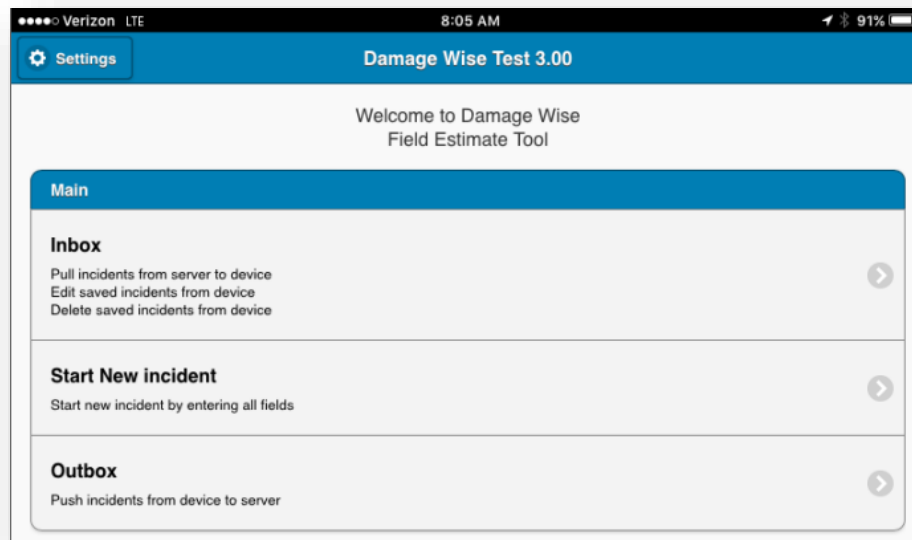 Verizon LTE 8:05 AM 91%
Settings Damage Wise Test 3.00
Welcome to Damage Wise
Field Estimate Tool
Main
Inbox
Pull incidents from server to device
Edit saved incidents from device
Delete saved incidents from device
Start New incident
Start new incident by entering all fields
Outbox
Push incidents from device to server